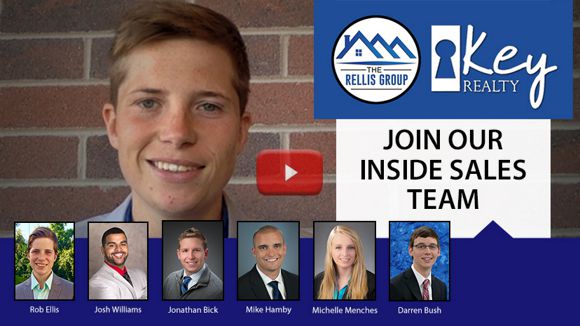 THE
RELLIS GROUP
Key
REALTY
JOIN OUR
INSIDE SALES
TEAM
Rob Ellis
Josh Williams
Jonathan Bick
Mike Hamby
Michelle Menches
Darren Bush